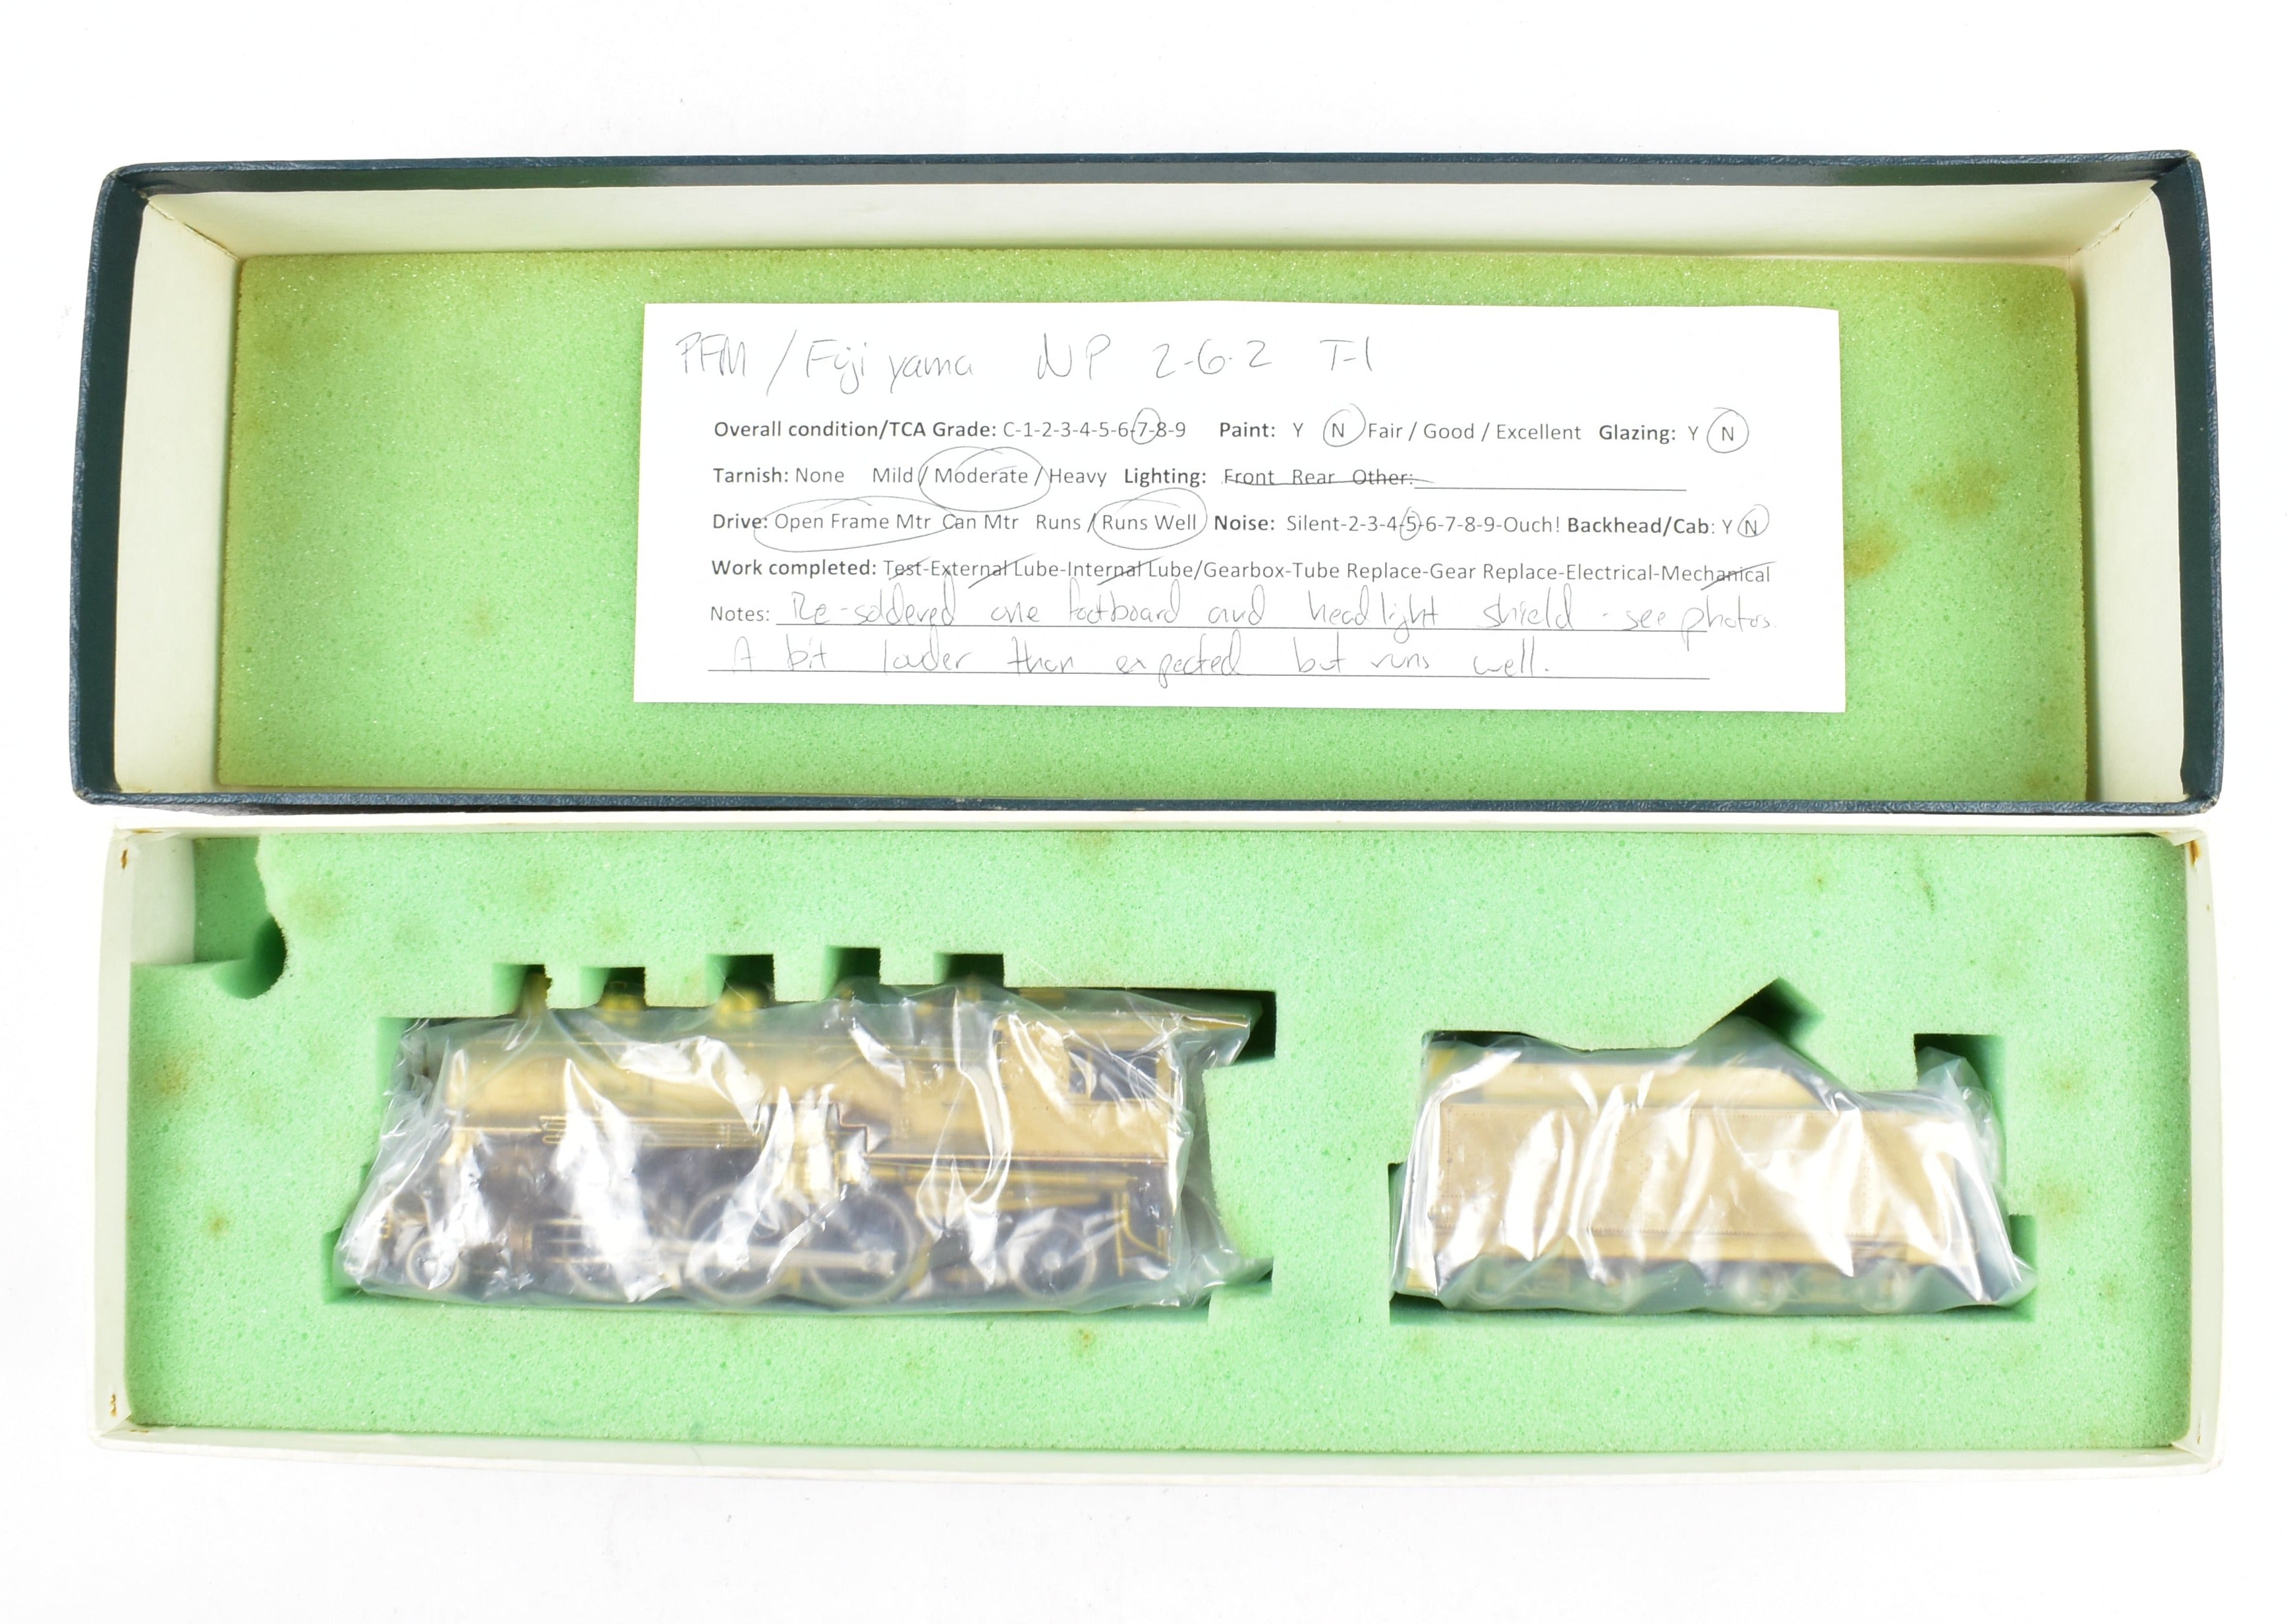 PFM / Fujiyama NP 2-6-2 T-1
Overall condition/TCA Grade: C-1-2-3-4-5-6-7-8-9 Paint: Y N Fair / Good / Excellent Glazing: Y N
Tarnish: None Mild / Moderate / Heavy Lighting: Front Rear Other:
Drive: Open Frame Mtr Can Mtr Runs / Runs Well Noise: Silent-2-3-4-5-6-7-8-9-Ouch! Backhead/Cab: Y N
Work completed: Test-External Lube-Internal Lube/Gearbox-Tube Replace-Gear Replace-Electrical-Mechanical
Notes: Re-soldered one footboard and headlight shield - see photos.
A bit louder than expected but runs well.